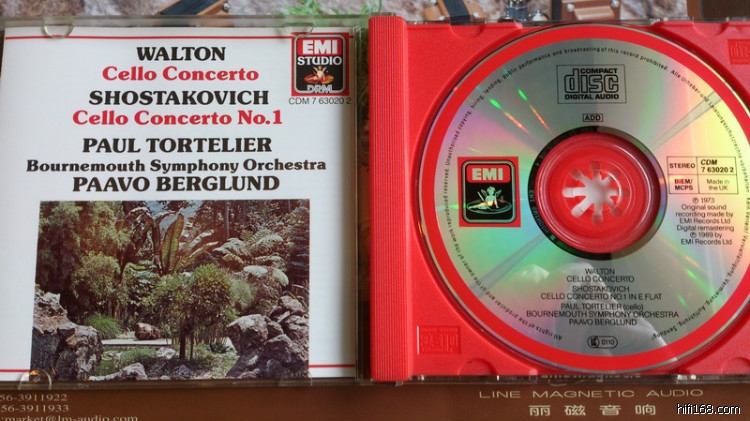 WALTON
Cello Concerto
SHOSTAKOVICH
Cello Concerto No.1
PAUL TORTELIER
Bournemouth Symphony Orchestra
PAAVO BERGLUND
EMI
STUDIO
DRM
CDM 7 63020 2
COMPACT
disc
DIGITAL AUDIO
ADD
EMI
STEREO
CDM
7 63020 2
BIEM/
MCPS
Made in
the UK
℗ 1973
Original sound
recording made by
EMI Records Ltd
Digital remastering
℗ 1989 by
EMI Records Ltd
WALTON
CELLO CONCERTO
SHOSTAKOVICH
CELLO CONCERTO NO.1 IN E FLAT
PAUL TORTELIER (cello)
BOURNEMOUTH SYMPHONY ORCHESTRA
PAAVO BERGLUND
56-3911922
56-3911933
:market@lm-audio.com
LINE MAGNETIC AUDIO
丽磁音响
hifi168.com